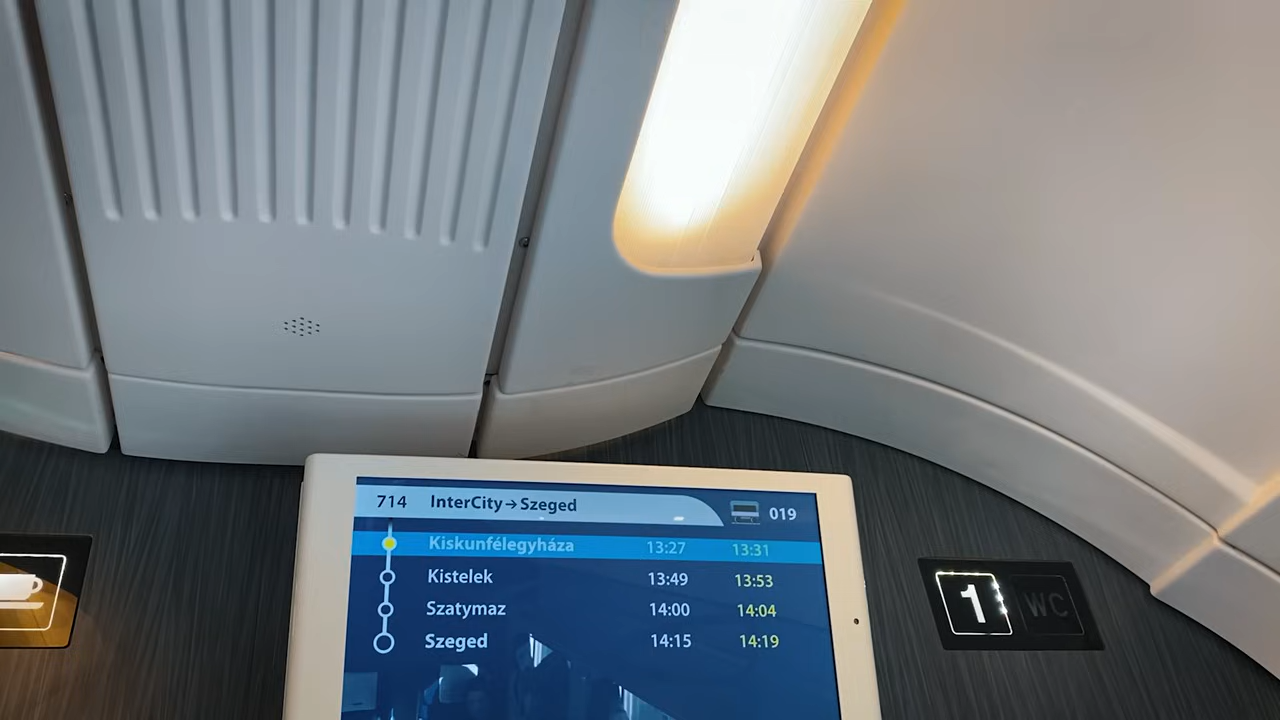 714 InterCity→Szeged 019
Kiskunfélegyháza 13:27 13:31
Kistelek 13:49 13:53
Szatymaz 14:00 14:04
Szeged 14:15 14:19
1 WC